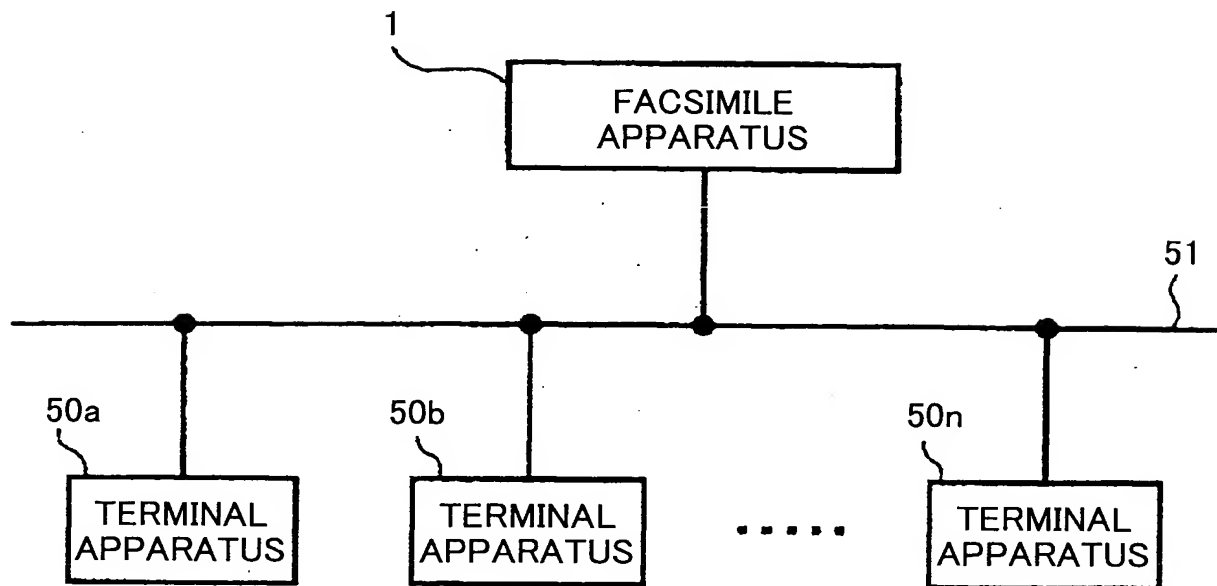 1
FACSIMILE
APPARATUS
51
50a
50b
50n
TERMINAL
APPARATUS
TERMINAL
APPARATUS
TERMINAL
APPARATUS